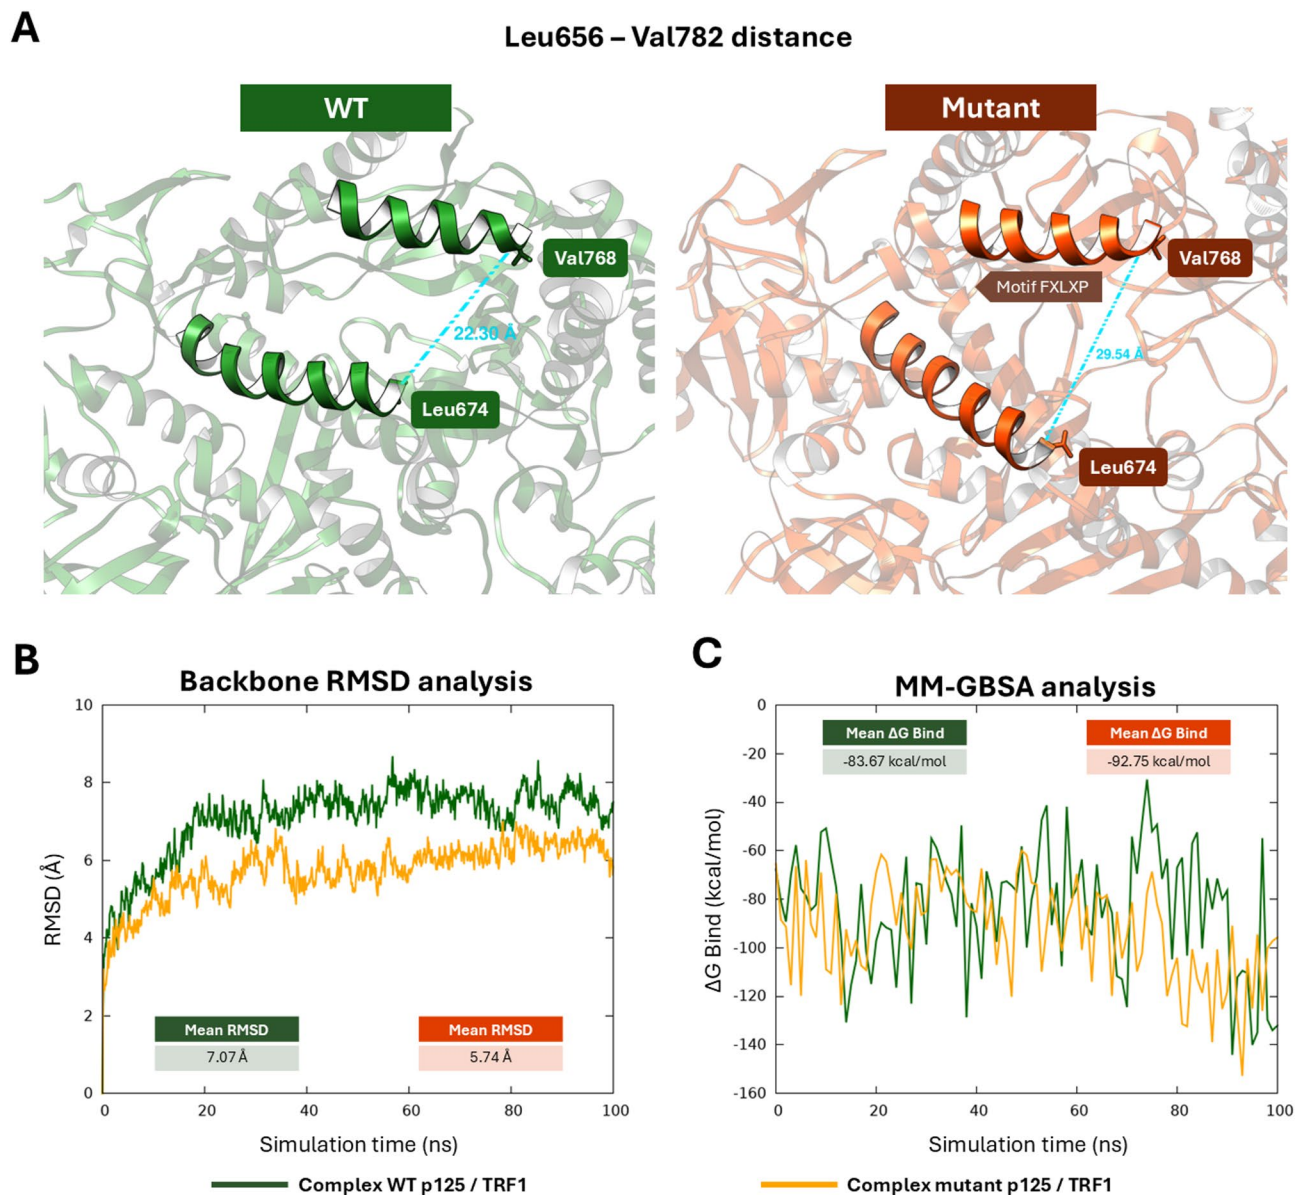 A
Leu656 – Val782 distance
WT
Mutant
Val768
Val768
Motif FXLXP
22.30 Å
29.54 Å
Leu674
Leu674
B
Backbone RMSD analysis
10
8
6
4
2
0
RMSD (Å)
Mean RMSD
7.07 Å
Mean RMSD
5.74 Å
0 20 40 60 80 100
Simulation time (ns)
C
MM-GBSA analysis
0
-20
-40
-60
-80
-100
-120
-140
-160
ΔG Bind (kcal/mol)
Mean ΔG Bind
-83.67 kcal/mol
Mean ΔG Bind
-92.75 kcal/mol
0 20 40 60 80 100
Simulation time (ns)
Complex WT p125 / TRF1
Complex mutant p125 / TRF1